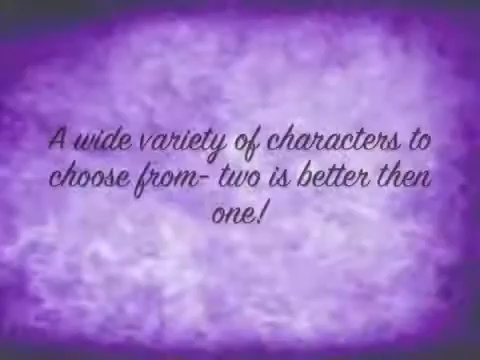 A wide variety of characters to
choose from- two is better then
one!